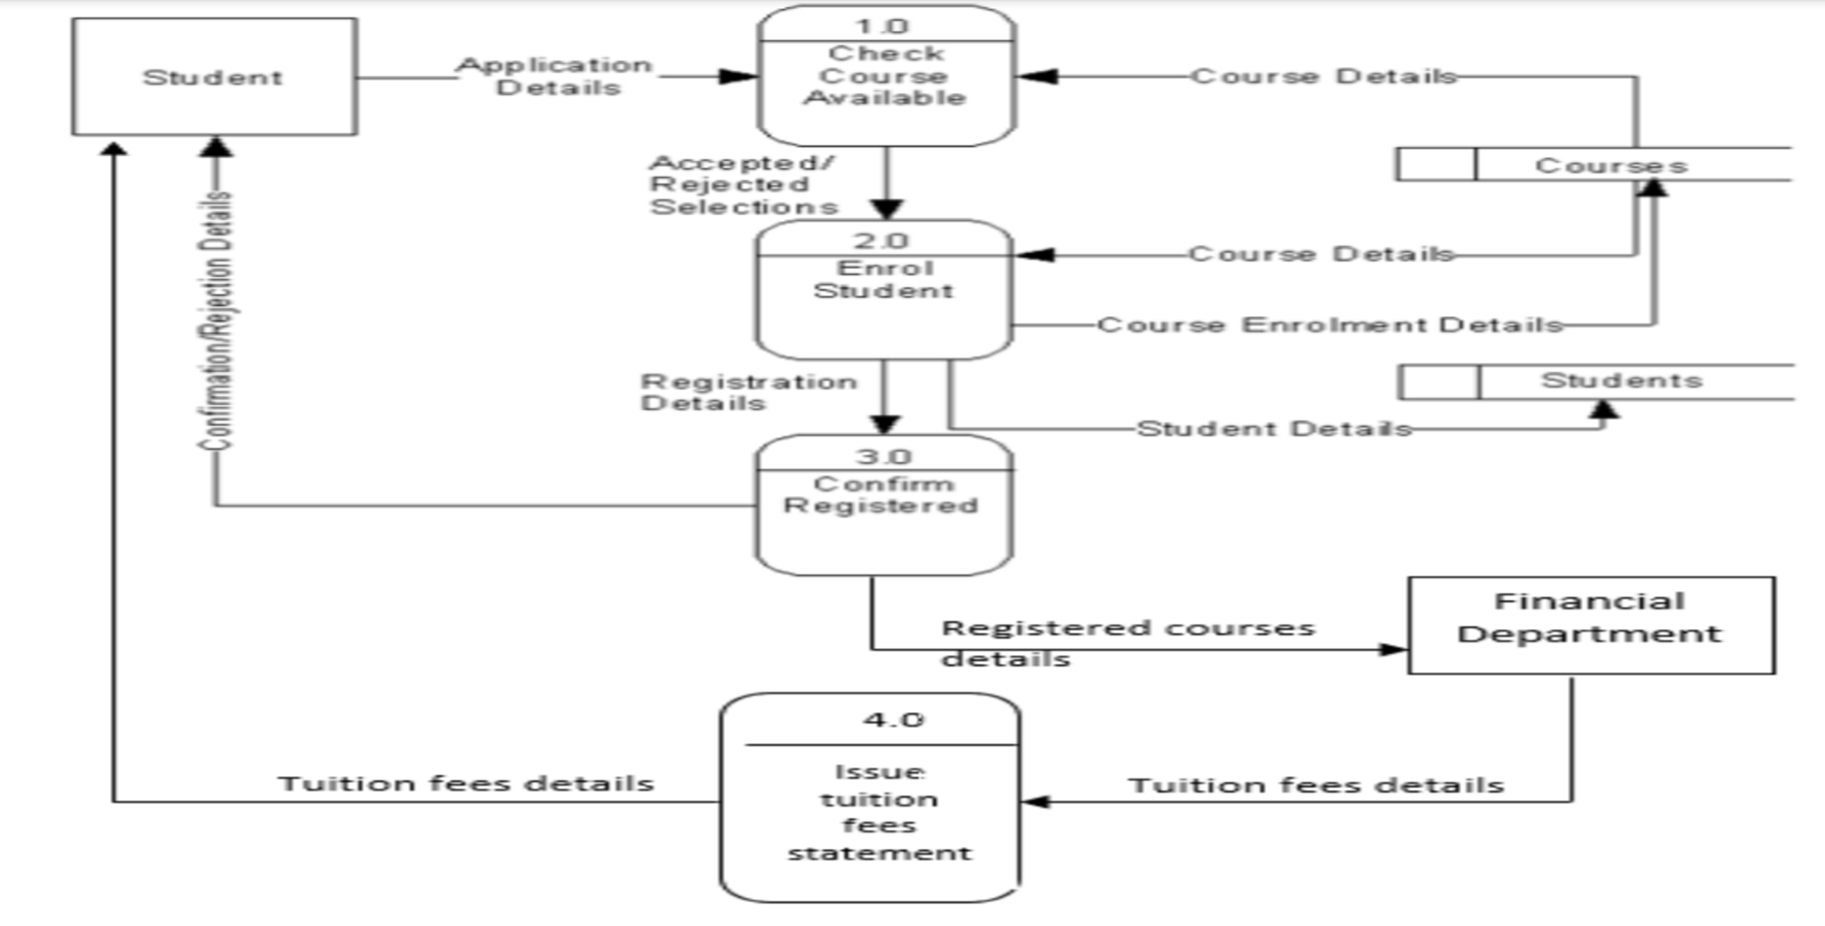 1.0
Check
Course
Available
Student
Application
Details
Course Details
Accepted/
Rejected
Selections
Courses
2.0
Enrol
Student
Course Details
Course Enrolment Details
Confirmation/Rejection Details
Registration
Details
Students
Student Details
3.0
Confirm
Registered
Financial
Department
Registered courses
details
4.0
Issue
tuition
fees
statement
Tuition fees details
Tuition fees details